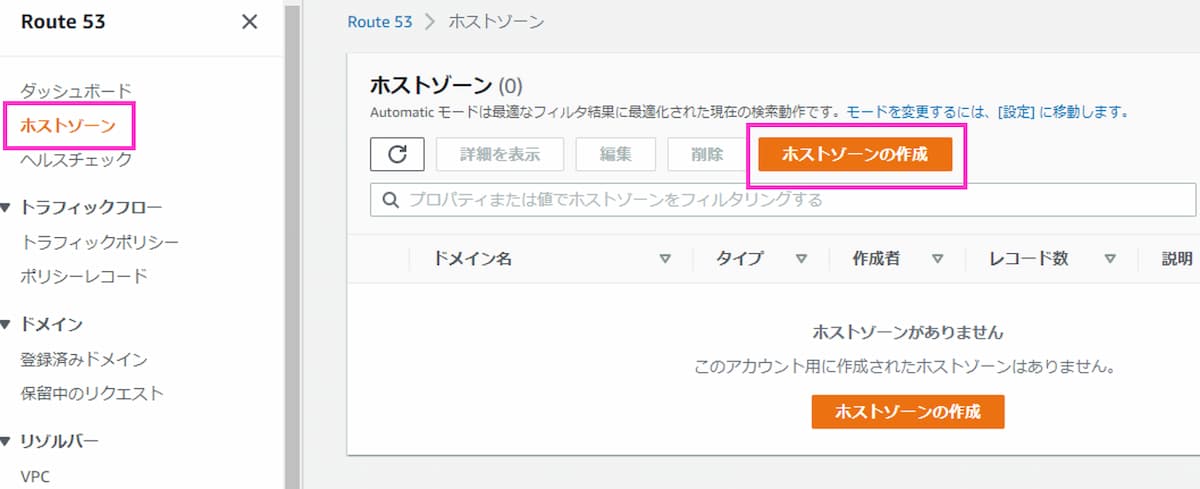 Route 53
ダッシュボード
ホストゾーン
ヘルスチェック
トラフィックフロー
トラフィックポリシー
ポリシーレコード
ドメイン
登録済みドメイン
保留中のリクエスト
リゾルバー
VPC
Route 53 > ホストゾーン
ホストゾーン (0)
Automatic モードは最適なフィルタ結果に最適化された現在の検索動作です。モードを変更するには、[設定] に移動します。
詳細を表示 編集 削除 ホストゾーンの作成
プロパティまたは値でホストゾーンをフィルタリングする
ドメイン名 タイプ 作成者 レコード数 説明
ホストゾーンがありません
このアカウント用に作成されたホストゾーンはありません。
ホストゾーンの作成